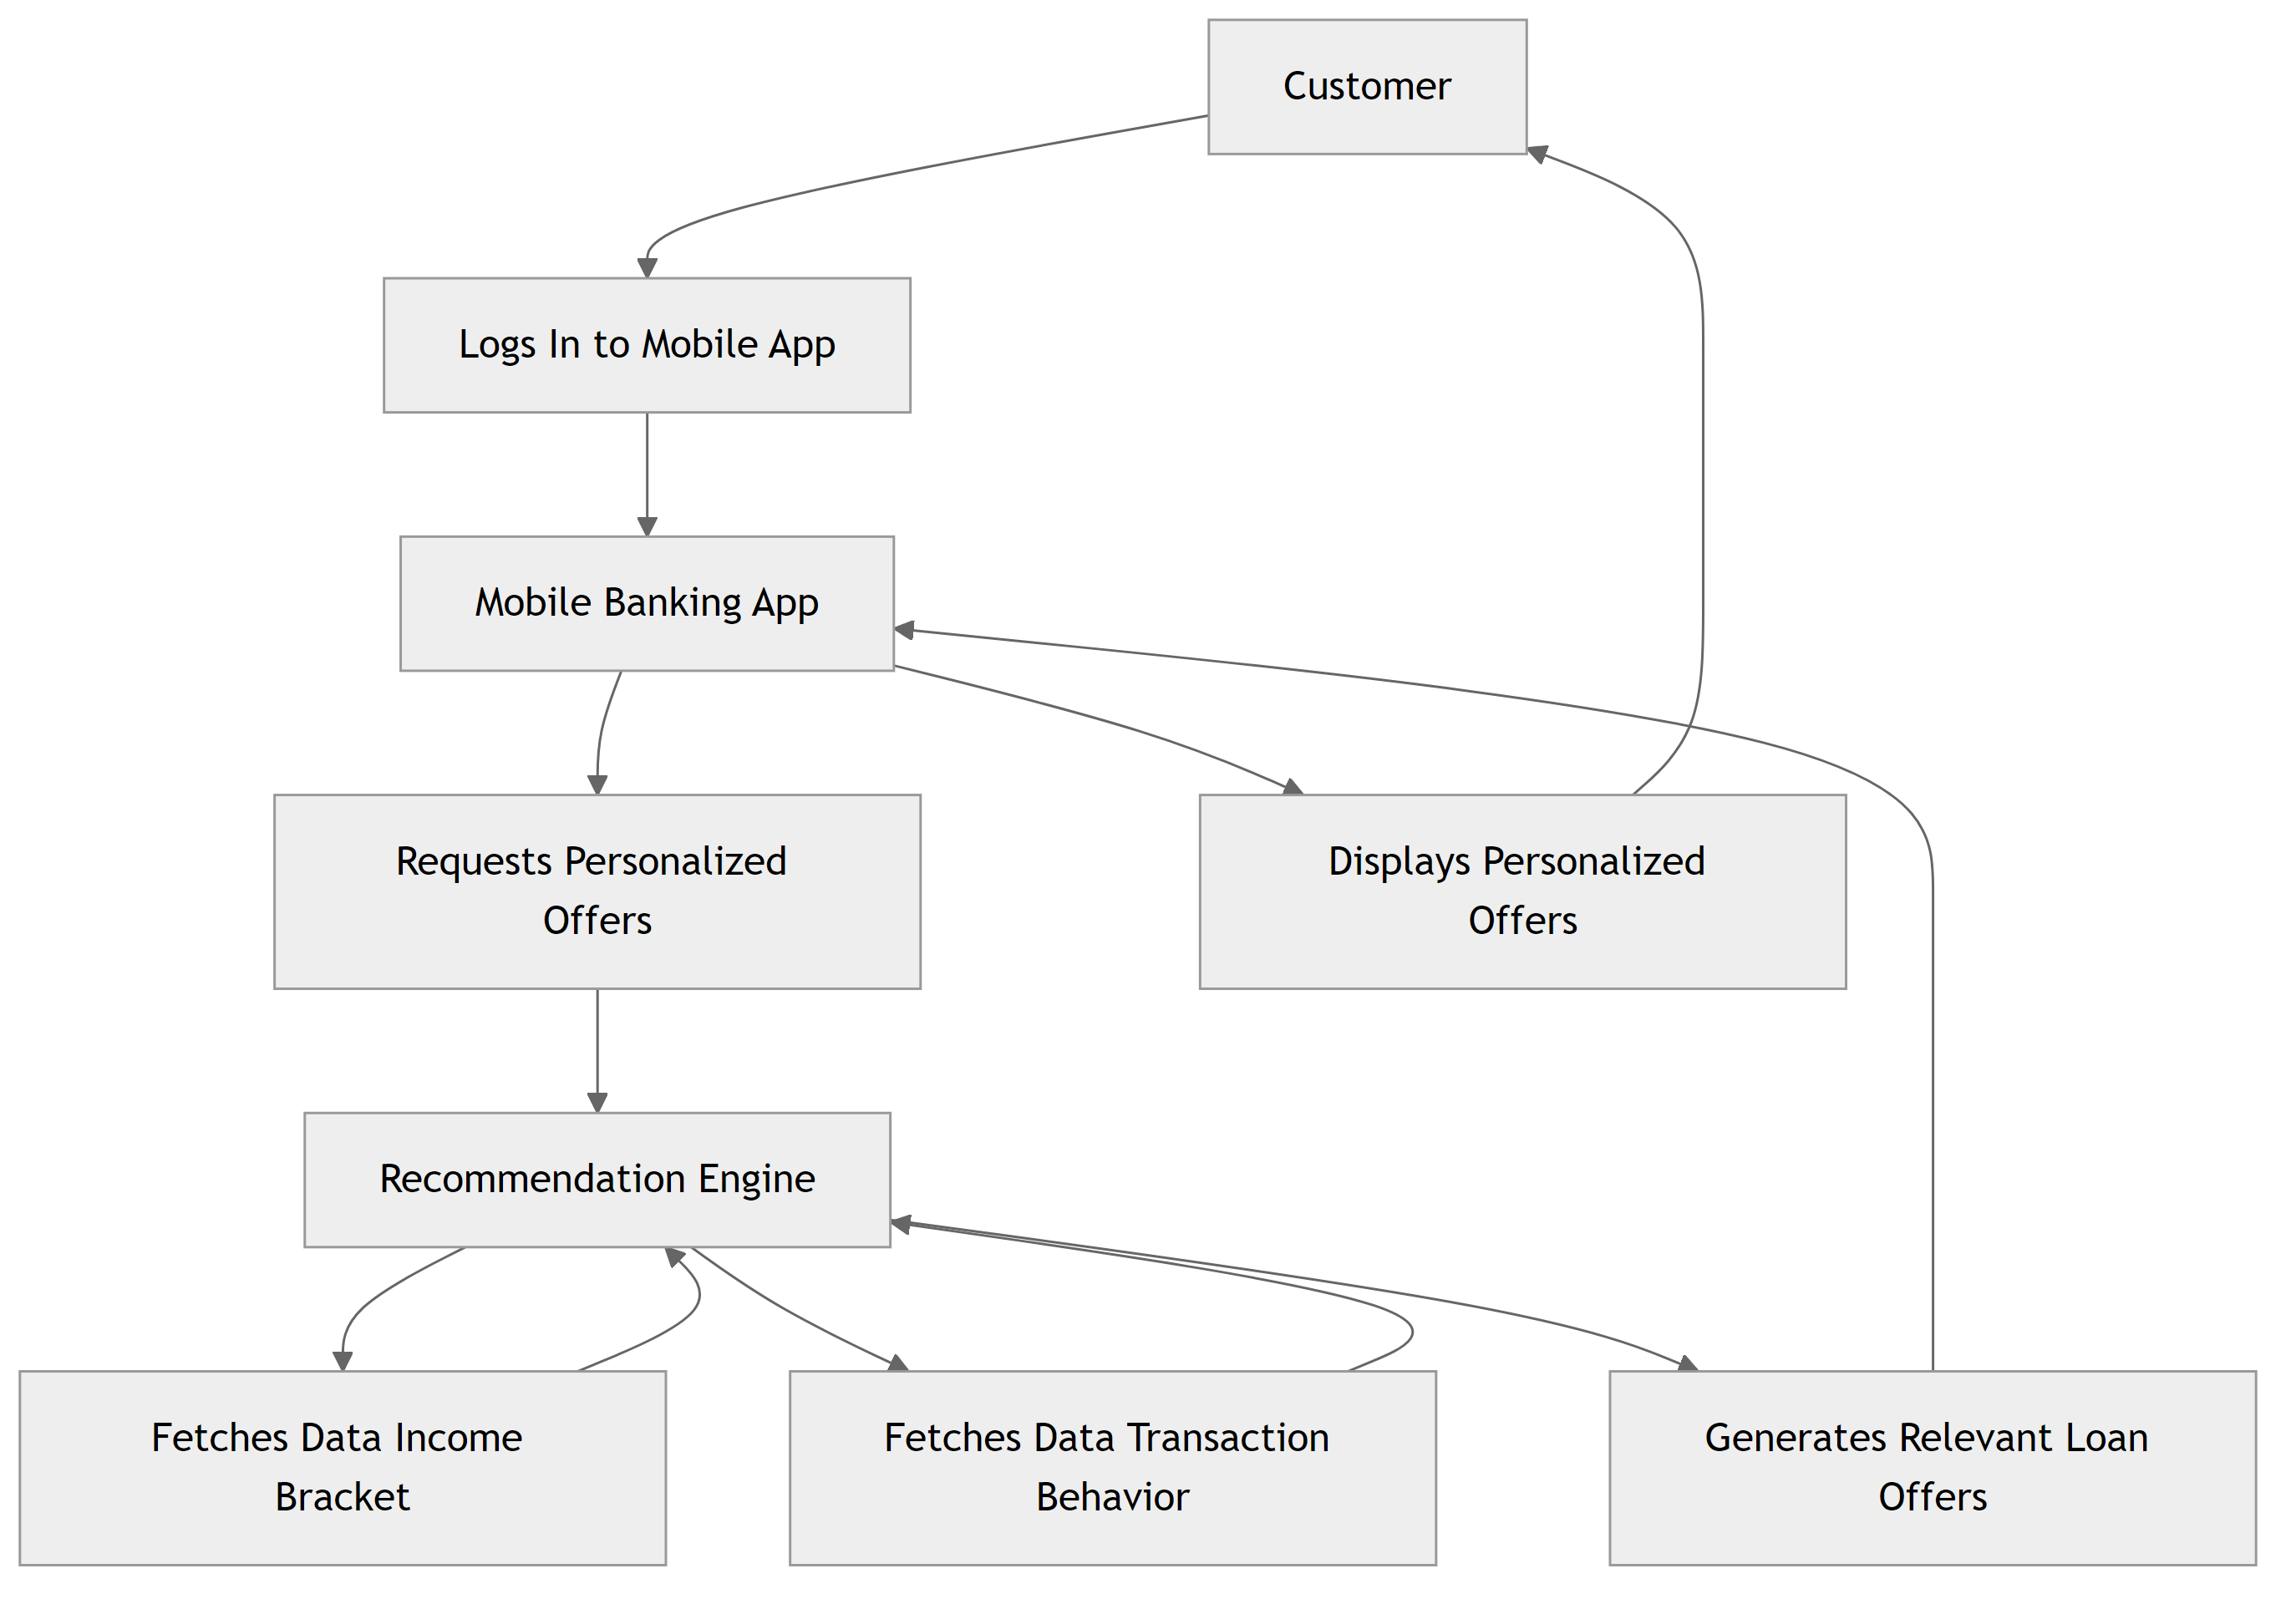 Customer
Logs In to Mobile App
Mobile Banking App
Requests Personalized
Offers
Displays Personalized
Offers
Recommendation Engine
Fetches Data Income
Bracket
Fetches Data Transaction
Behavior
Generates Relevant Loan
Offers